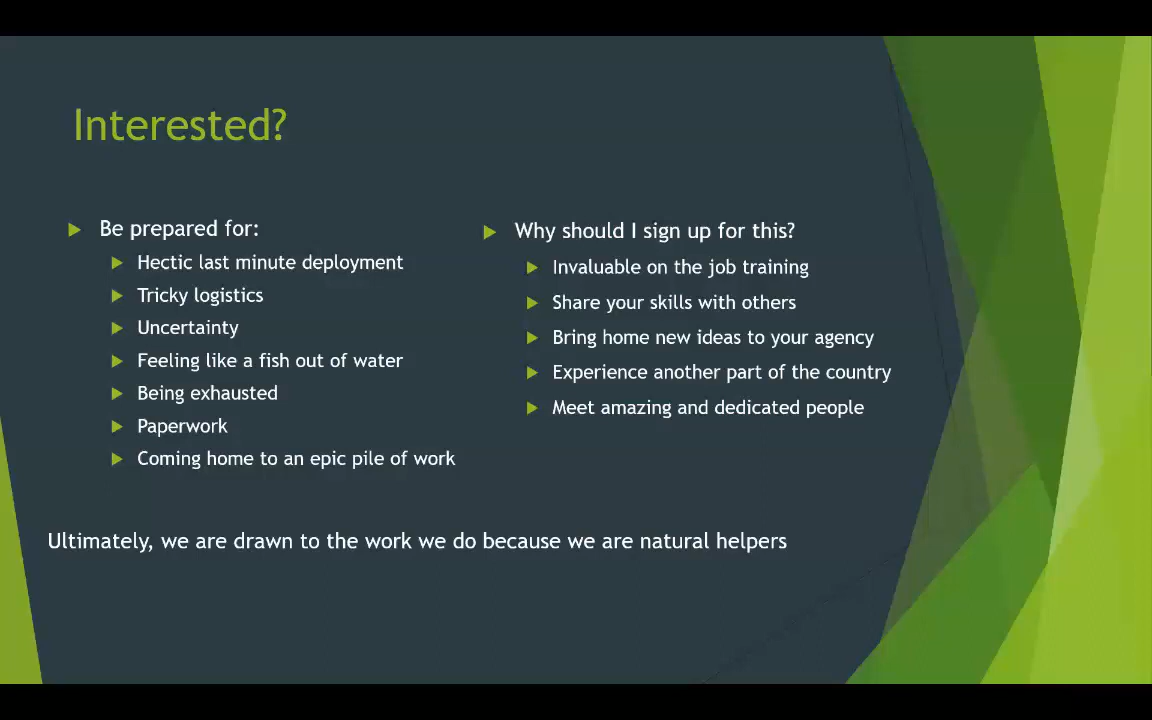 Interested?
Be prepared for:
Hectic last minute deployment
Tricky logistics
Uncertainty
Feeling like a fish out of water
Being exhausted
Paperwork
Coming home to an epic pile of work
Why should I sign up for this?
Invaluable on the job training
Share your skills with others
Bring home new ideas to your agency
Experience another part of the country
Meet amazing and dedicated people
Ultimately, we are drawn to the work we do because we are natural helpers